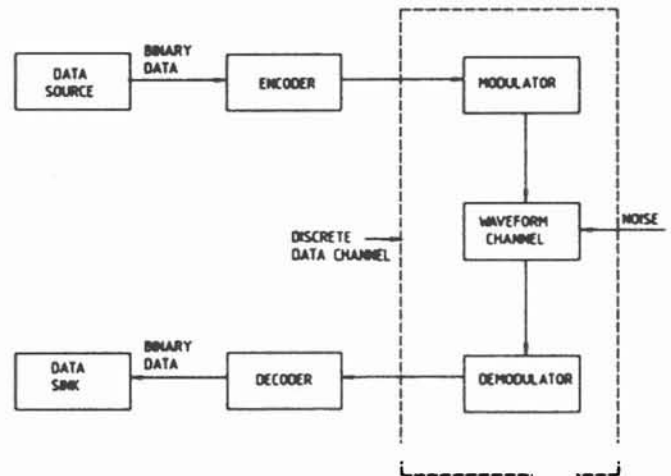 BINARY
DATA
DATA
SOURCE
ENCODER
MODULATOR
WAVEFORM
CHANNEL
NOISE
DISCRETE
DATA CHANNEL
BINARY
DATA
DATA
SINK
DECODER
DEMODULATOR